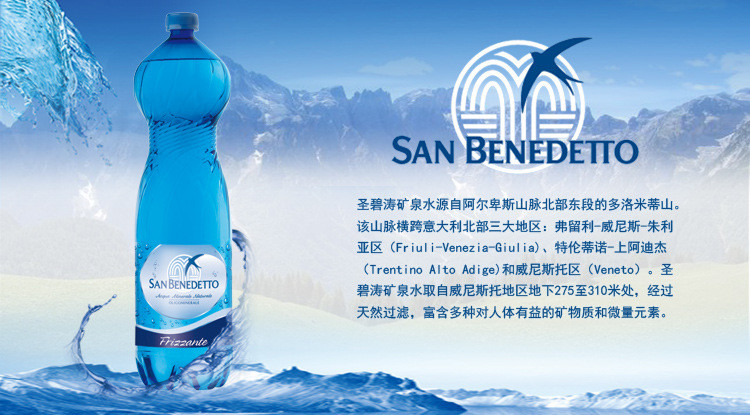 SAN BENEDETTO
圣碧涛矿泉水源自阿尔卑斯山脉北部东段的多洛米蒂山。
该山脉横跨意大利北部三大地区：弗留利-威尼斯-朱利
亚区（Friuli-Venezia-Giulia)、特伦蒂诺-上阿迪杰
（Trentino Alto Adige)和威尼斯托区（Veneto）。圣
碧涛矿泉水取自威尼斯托地区地下275至310米处，经过
天然过滤，富含多种对人体有益的矿物质和微量元素。
SAN BENEDETTO
Acqua Minerale Naturale
Frizzante